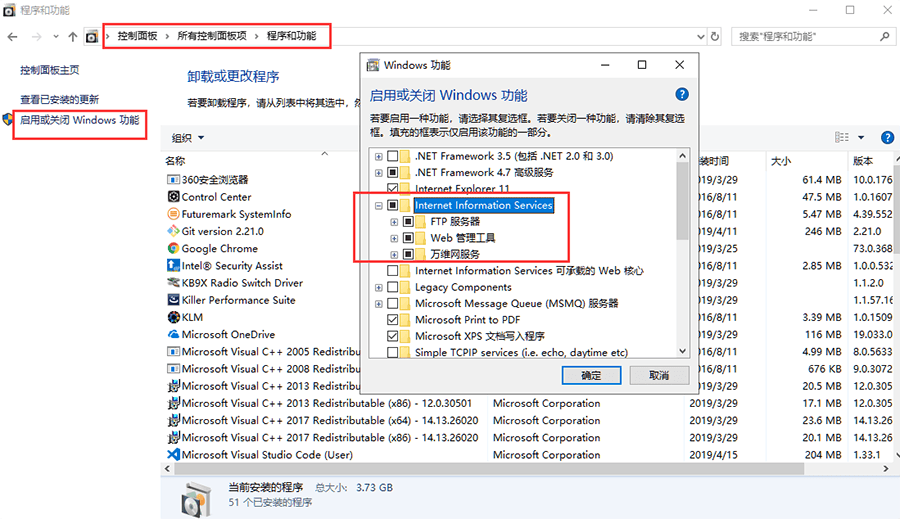 程序和功能
控制面板 › 所有控制面板项 › 程序和功能
搜索"程序和功能"
控制面板主页
查看已安装的更新
启用或关闭 Windows 功能
卸载或更改程序
若要卸载程序，请从列表中将其选中，
组织
名称
装时间 大小 版本
360安全浏览器 019/3/29 61.4 MB 10.0.176
Control Center 016/8/11 47.5 MB 1.0.1607
Futuremark SystemInfo 016/8/11 5.47 MB 4.39.552
Git version 2.21.0 019/4/11 246 MB 2.21.0
Google Chrome 019/3/25 73.0.368
Intel® Security Assist 016/8/11 2.85 MB 1.0.0.532
KB9X Radio Switch Driver 019/3/29 1.1.2.0
Killer Performance Suite 016/8/11 1.1.57.16
KLM 016/8/11 3.39 MB 1.0.1509
Microsoft OneDrive 019/3/29 116 MB 19.033.0
Microsoft Visual C++ 2005 Redistributa 016/8/11 4.99 MB 8.0.5633
Microsoft Visual C++ 2008 Redistributa 016/8/11 676 KB 9.0.3072
Microsoft Visual C++ 2013 Redistributa 019/3/29 20.5 MB 12.0.305
Microsoft Visual C++ 2013 Redistributable (x86) - 12.0.30501 Microsoft Corporation 2019/3/29 17.1 MB 12.0.305
Microsoft Visual C++ 2017 Redistributable (x64) - 14.13.26020 Microsoft Corporation 2019/3/29 23.6 MB 14.13.26
Microsoft Visual C++ 2017 Redistributable (x86) - 14.13.26020 Microsoft Corporation 2019/3/29 20.1 MB 14.13.26
Microsoft Visual Studio Code (User) Microsoft Corporation 2019/4/15 204 MB 1.33.1
当前安装的程序 总大小: 3.73 GB
51 个已安装的程序
Windows 功能
启用或关闭 Windows 功能
若要启用一种功能，请选择其复选框。若要关闭一种功能，请清除其复选
框。填充的框表示仅启用该功能的一部分。
.NET Framework 3.5 (包括 .NET 2.0 和 3.0)
.NET Framework 4.7 高级服务
Internet Explorer 11
Internet Information Services
FTP 服务器
Web 管理工具
万维网服务
Internet Information Services 可承载的 Web 核心
Legacy Components
Microsoft Message Queue (MSMQ) 服务器
Microsoft Print to PDF
Microsoft XPS 文档写入程序
Simple TCPIP services (i.e. echo, daytime etc)
确定
取消